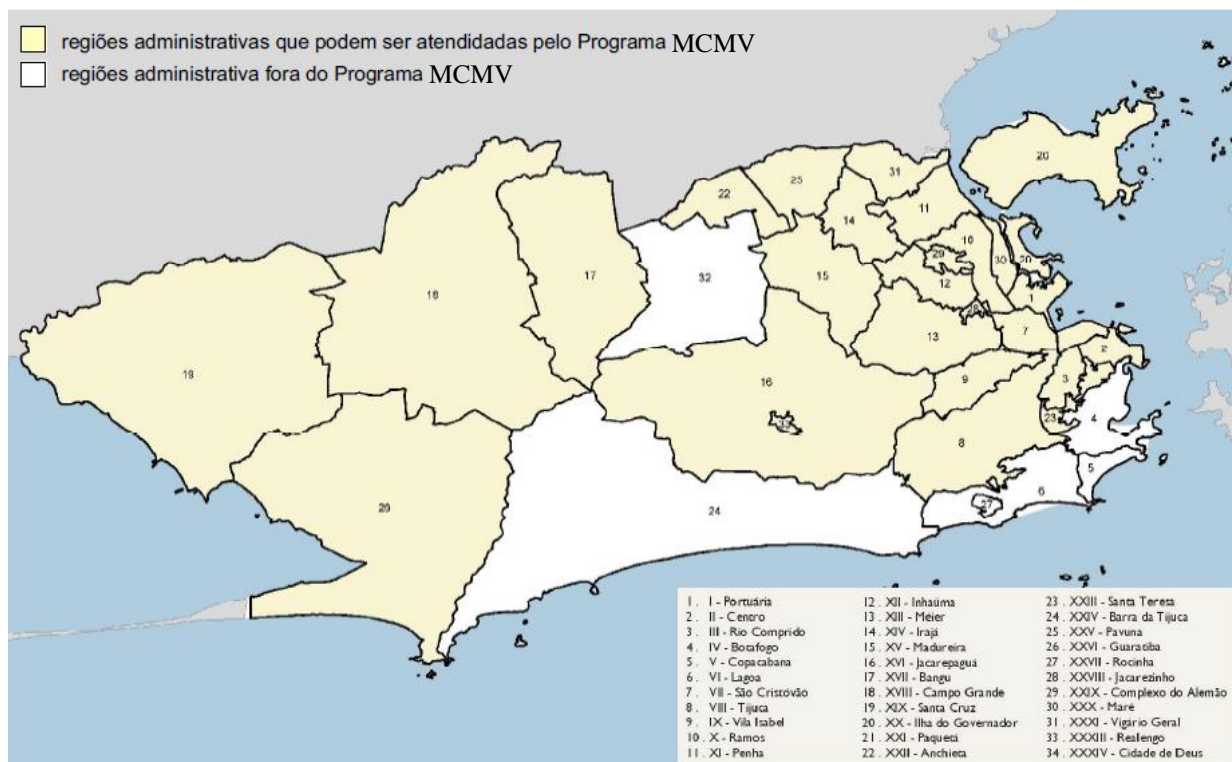 regiões administrativas que podem ser atendidadas pelo Programa MCMV
regiões administrativa fora do Programa MCMV
20
31
25
22
11
14
10
30
20
29
17
32
15
12
1
28
18
7
13
2
19
16
9
3
23
4
8
5
6
27
26
24
1 . I - Portuária
2 . II - Centro
3 . III - Rio Comprido
4 . IV - Botafogo
5 . V - Copacabana
6 . VI - Lagoa
7 . VII - São Cristóvão
8 . VIII - Tijuca
9 . IX - Vila Isabel
10 . X - Ramos
11 . XI - Penha
12 . XII - Inhaúma
13 . XIII - Méier
14 . XIV - Irajá
15 . XV - Madureira
16 . XVI - Jacarepaguá
17 . XVII - Bangu
18 . XVIII - Campo Grande
19 . XIX - Santa Cruz
20 . XX - Ilha do Governador
21 . XXI - Paquetá
22 . XXII - Anchieta
23 . XXIII - Santa Teresa
24 . XXIV - Barra da Tijuca
25 . XXV - Pavuna
26 . XXVI - Guaratiba
27 . XXVII - Rocinha
28 . XXVIII - Jacarezinho
29 . XXIX - Complexo do Alemão
30 . XXX - Maré
31 . XXXI - Vigário Geral
33 . XXXIII - Realengo
34 . XXXIV - Cidade de Deus